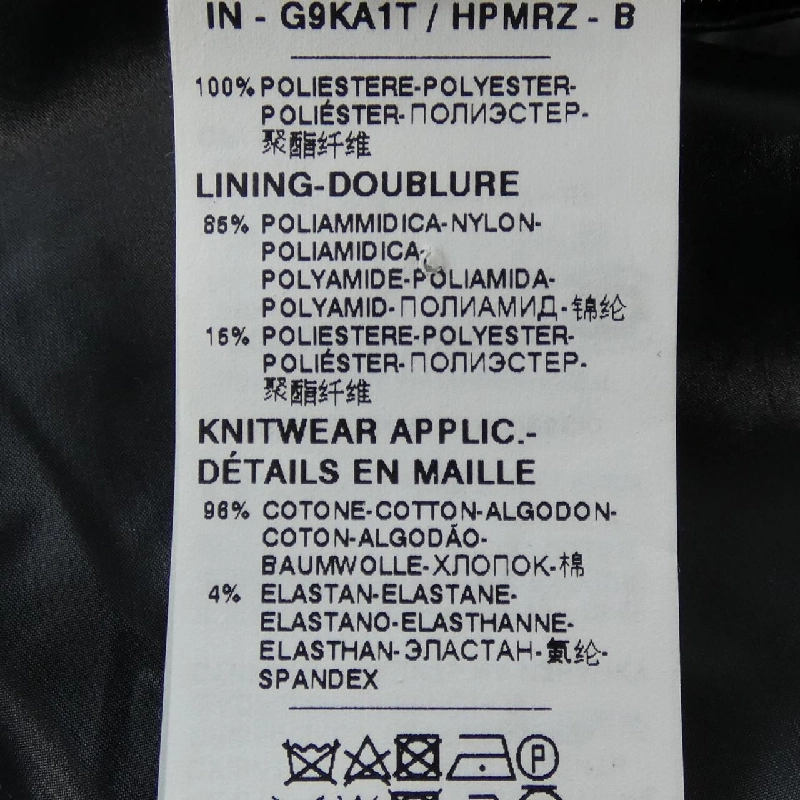 IN - G9KA1T / HPMRZ - B
100% POLIESTERE-POLYESTER-
POLIÉSTER-ПОЛИЭСТЕР-
聚酯纤维
LINING-DOUBLURE
85% POLIAMMIDICA-NYLON-
POLIAMIDICA-
POLYAMIDE-POLIAMIDA-
POLYAMID-ПОЛИАМИД-锦纶
15% POLIESTERE-POLYESTER-
POLIÉSTER-ПОЛИЭСТЕР-
聚酯纤维
KNITWEAR APPLIC.-
DÉTAILS EN MAILLE
96% COTONE-COTTON-ALGODON-
COTON-ALGODÃO-
BAUMWOLLE-ХЛОПОК-棉
4% ELASTAN-ELASTANE-
ELASTANO-ELASTHANNE-
ELASTHAN-ЭЛАСТАН-氨纶-
SPANDEX
P